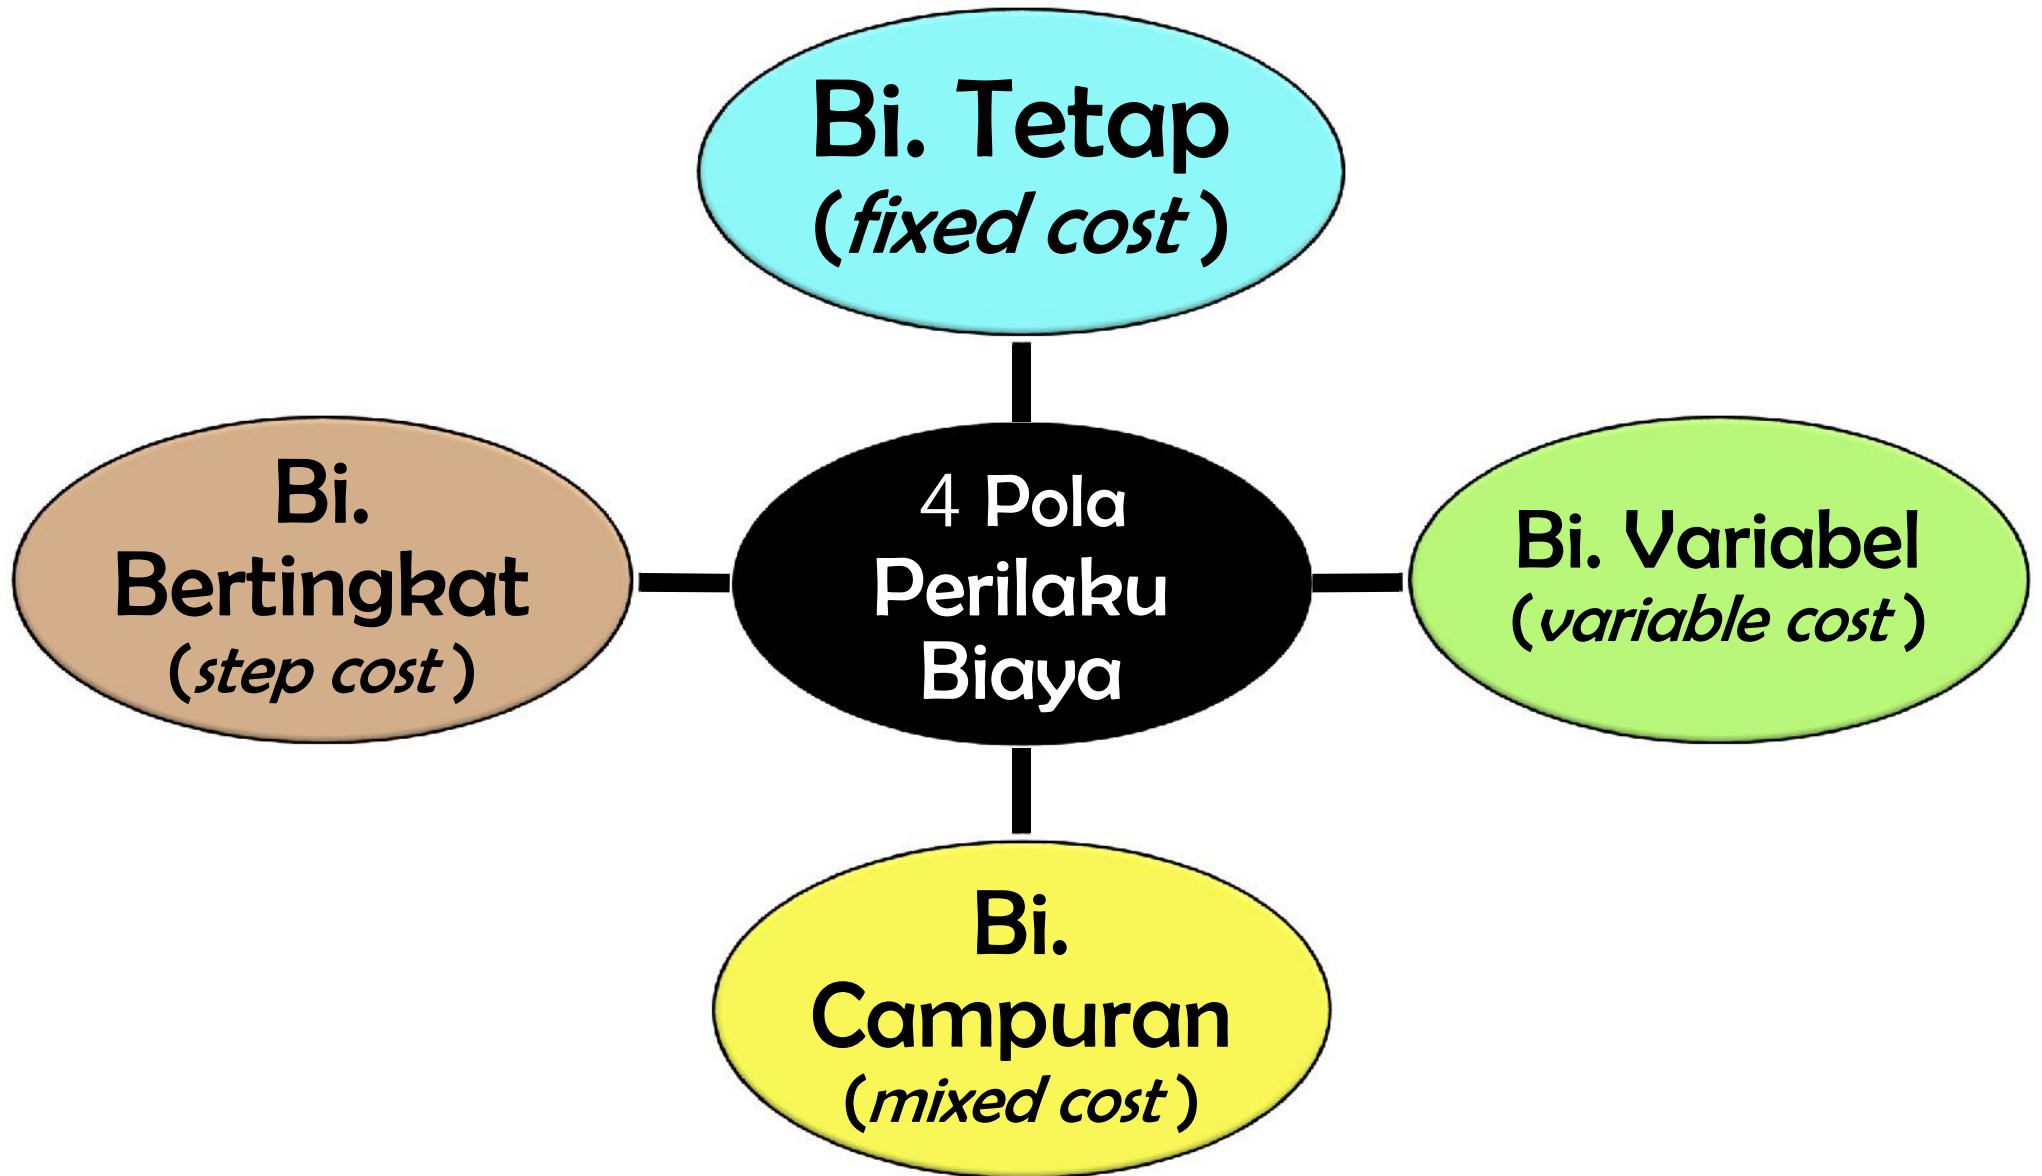 Bi. Tetap
(fixed cost)
Bi.
Bertingkat
(step cost)
4 Pola
Perilaku
Biaya
Bi. Variabel
(variable cost)
Bi.
Campuran
(mixed cost)